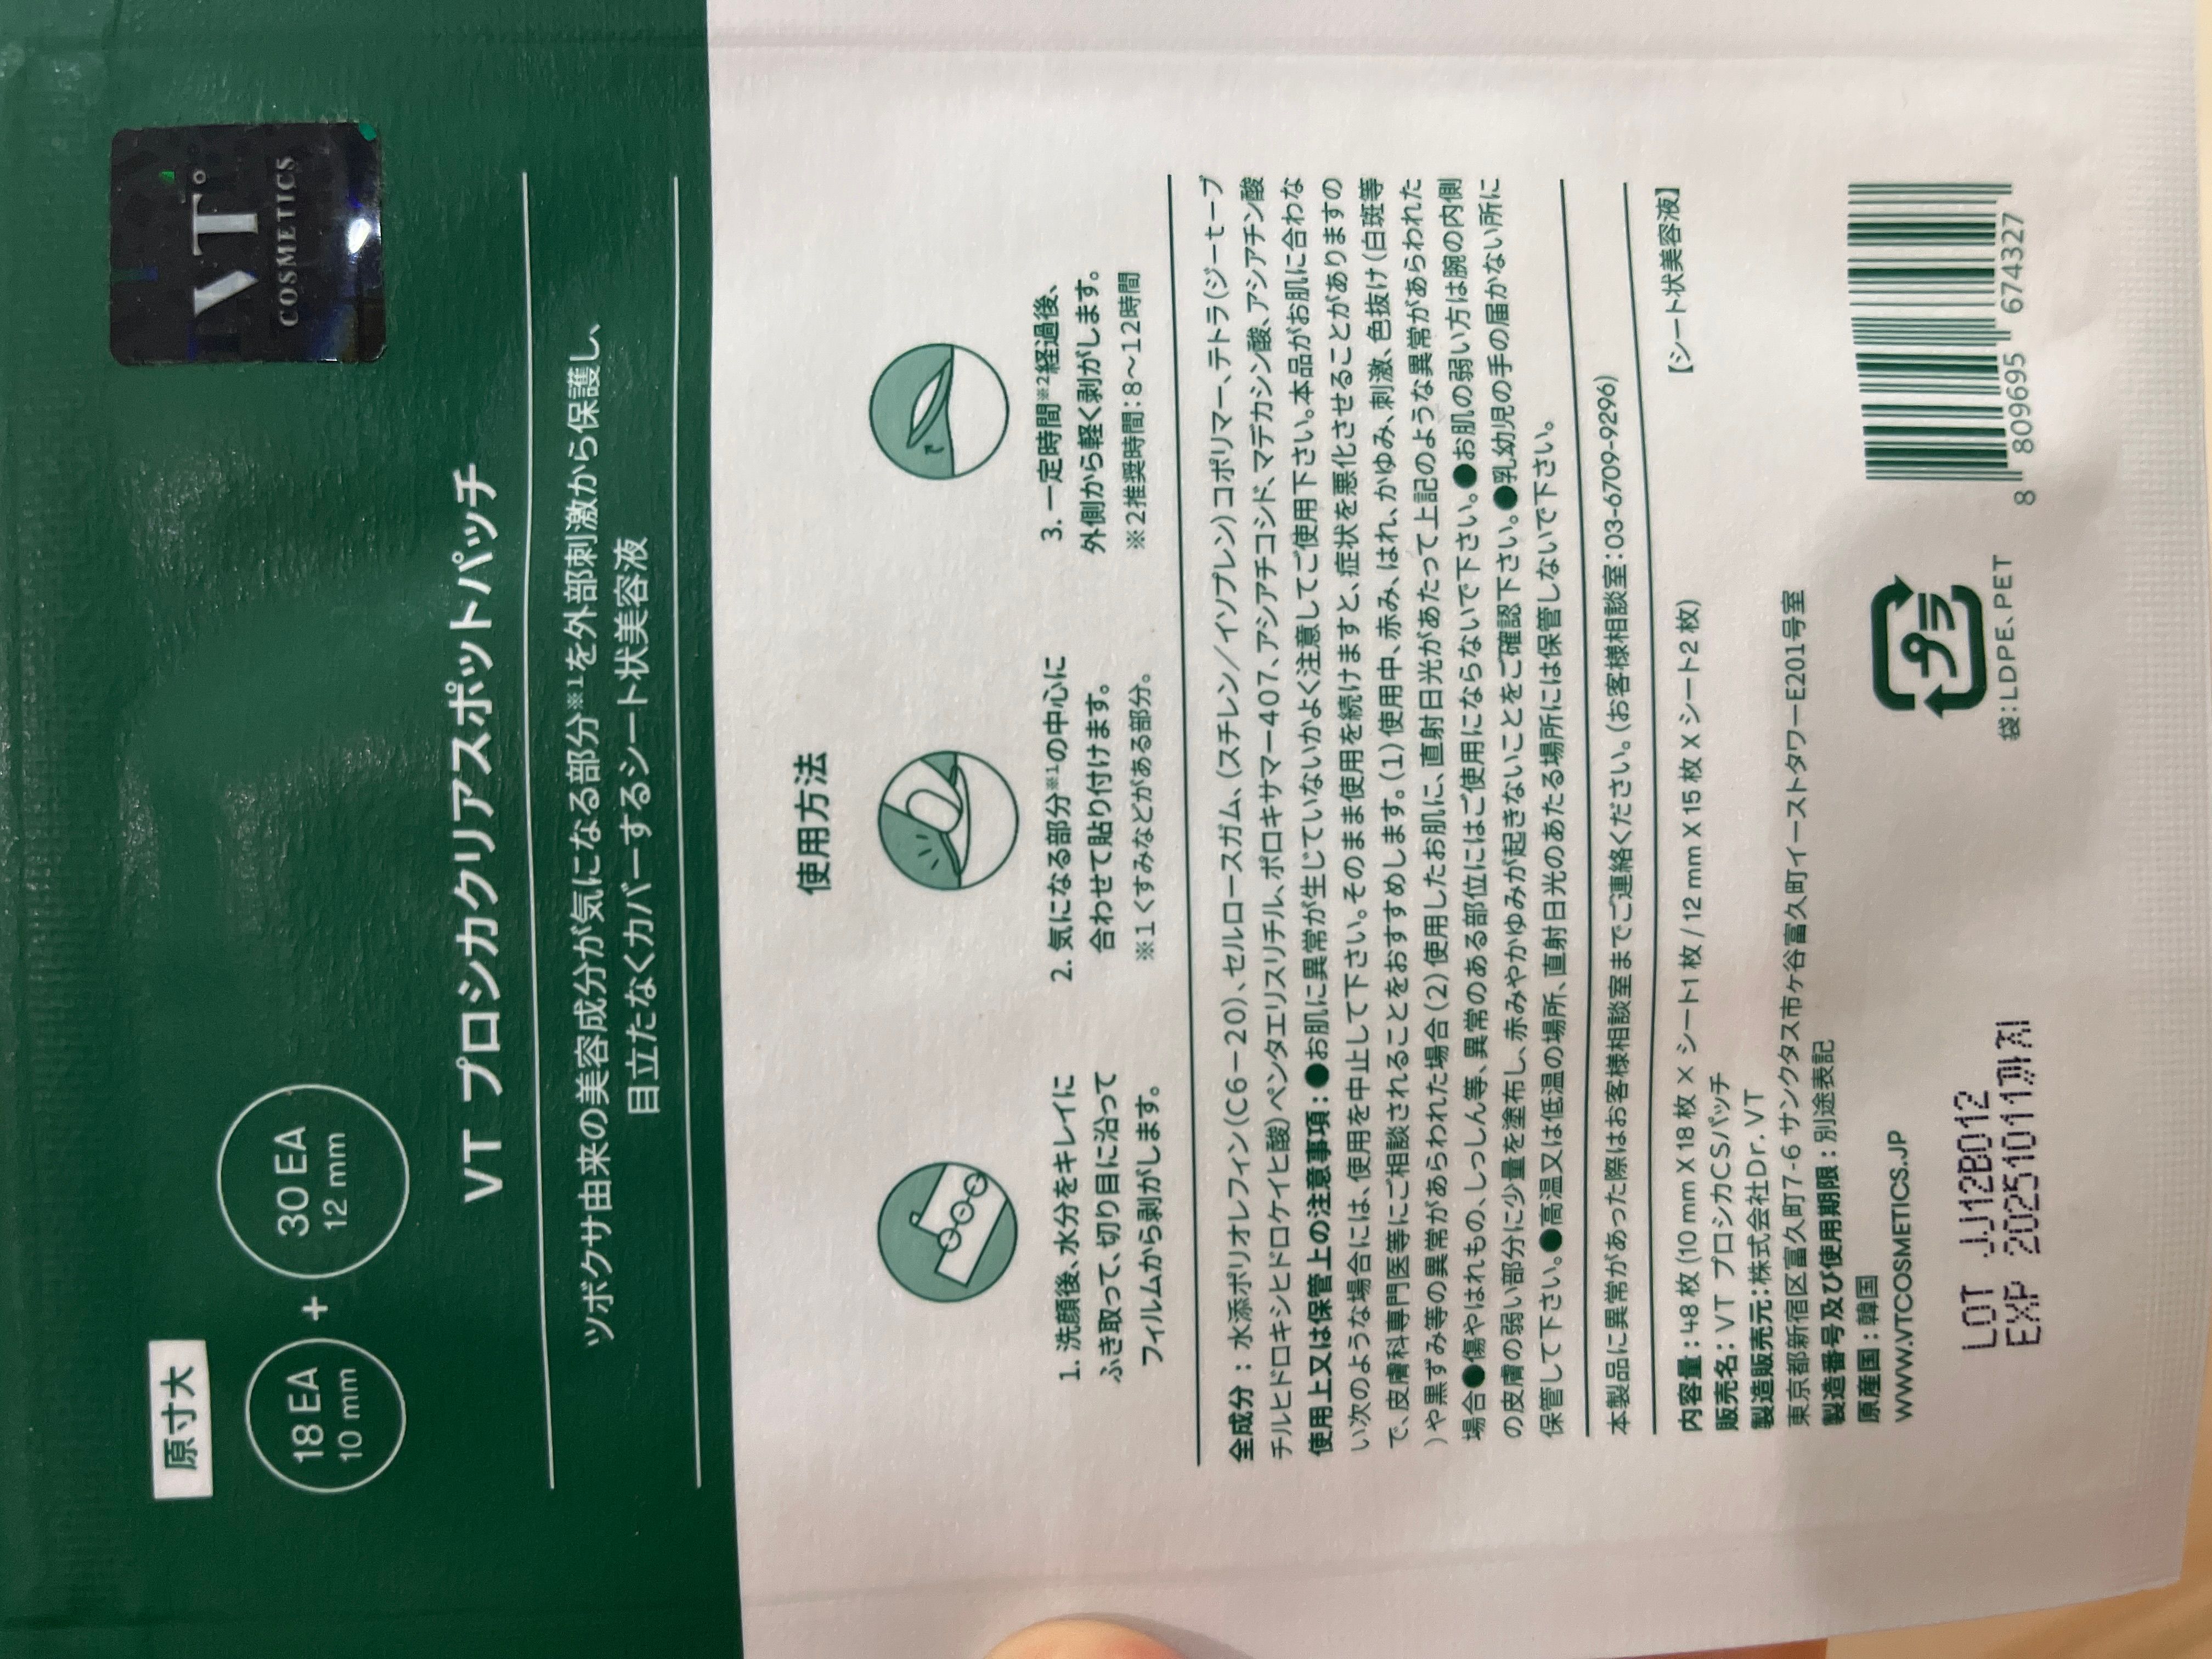 VT°
COSMETICS
原寸大
18 EA
10 mm
+
30 EA
12 mm
VT プロシカクリアスポットパッチ
ツボクサ由来の美容成分が気になる部分※1を外部刺激から保護し、
目立たなくカバーするシート状美容液
使用方法
1. 洗顔後、水分をキレイに
ふき取って、切り目に沿って
フィルムから剥がします。
2. 気になる部分※1の中心に
合わせて貼り付けます。
※1くすみなどがある部分。
3. 一定時間※2経過後、
外側から軽く剥がします。
※2推奨時間:8〜12時間
全成分 : 水添ポリオレフィン(C6-20)、セルロースガム、(スチレン/イソプレン)コポリマー、テトラ(ジーtーブ
チルヒドロキシヒドロケイヒ酸)ペンタエリスリチル、ポロキサマー407、アシアチコシド、マデカシン酸、アシアチン酸
使用上又は保管上の注意事項 : ●お肌に異常が生じていないかよく注意してご使用下さい。本品がお肌に合わな
い次のような場合には、使用を中止して下さい。そのまま使用を続けますと、症状を悪化させることがありますの
で、皮膚科専門医等にご相談されることをおすすめします。(1)使用中、赤み、はれ、かゆみ、刺激、色抜け(白斑等
)や黒ずみ等の異常があらわれた場合(2)使用したお肌に、直射日光があたって上記のような異常があらわれた
場合●傷やはれもの、しっしん等、異常のある部位にはご使用にならないで下さい。●お肌の弱い方は腕の内側
の皮膚の弱い部分に少量を塗布し、赤みやかゆみが起きないことをご確認下さい。●乳幼児の手の届かない所に
保管して下さい。●高温又は低温の場所、直射日光のあたる場所には保管しないで下さい。
本製品に異常があった際はお客様相談室までご連絡ください。(お客様相談室:03-6709-9296)
【シート状美容液】
内容量 : 48 枚 (10 mm X 18 枚 X シート1 枚 / 12 mm X 15 枚 X シート2 枚)
販売名 : VT プロシカCSパッチ
製造販売元:株式会社Dr. VT
東京都新宿区富久町7-6 サンクタス市ヶ谷富久町イーストタワーE201号室
製造番号及び使用期限 : 別途表記
原産国 : 韓国
WWW.VTCOSMETICS.JP
プラ
袋:LDPE、PET
8 809695 674327
LOT JJ12B012
EXP 20251011까지